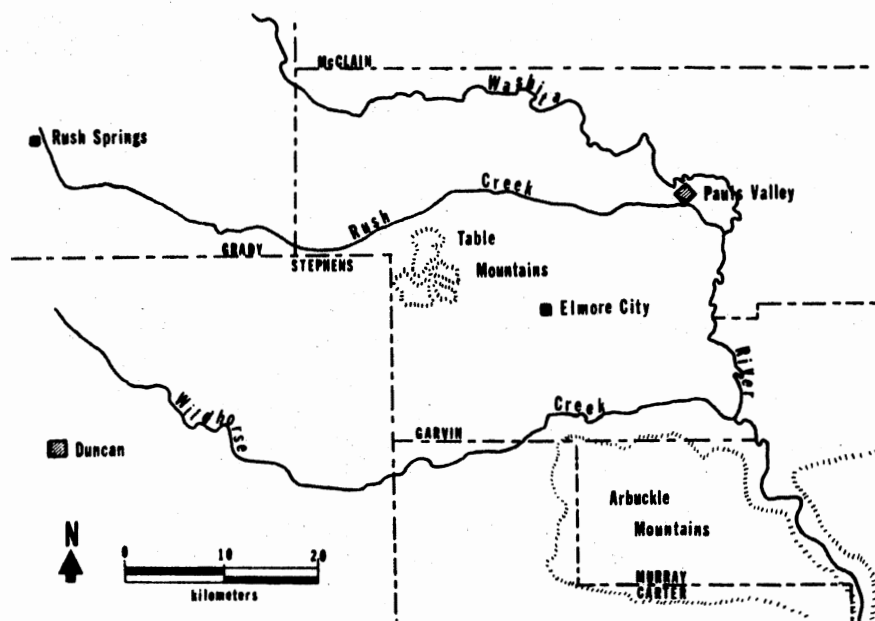 McCLAIN
Washita
Rush Springs
Creek
Pauls Valley
Rush
Table
GRADY
STEPHENS
Mountains
Elmore City
River
Wildhorse
Creek
GARVIN
Duncan
Arbuckle
Mountains
N
0 10 20
kilometers
MURRAY
CARTER